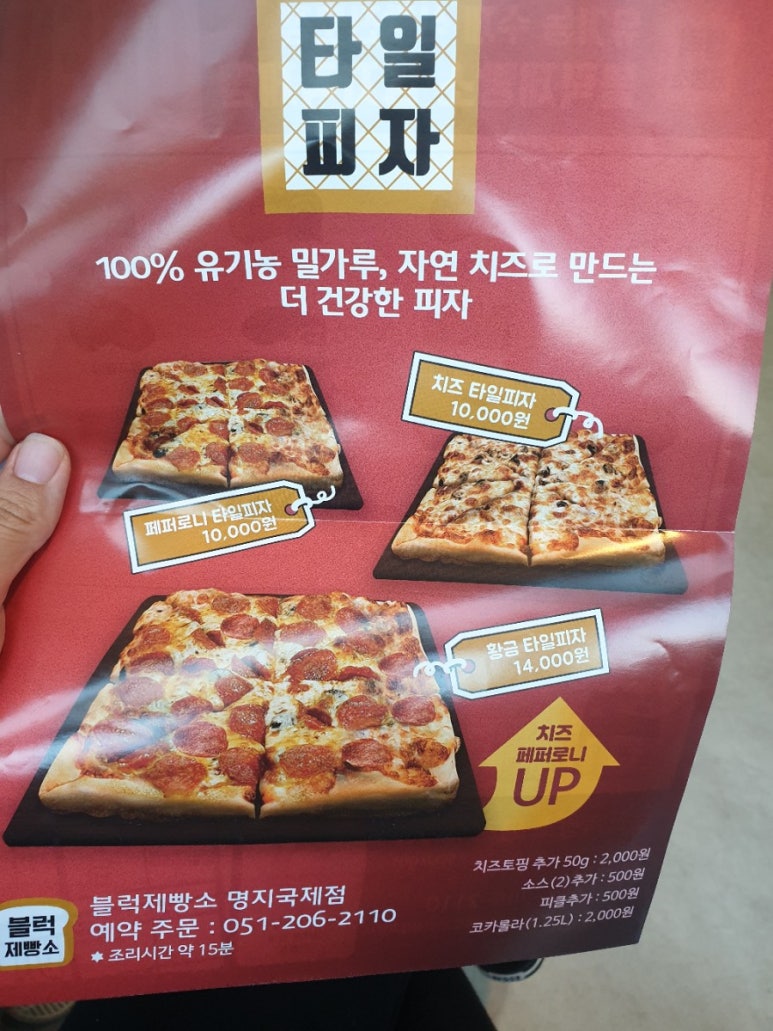 타일
피자
100% 유기농 밀가루, 자연 치즈로 만드는
더 건강한 피자
치즈 타일피자
10,000원
페퍼로니 타일피자
10,000원
황금 타일피자
14,000원
치즈
페퍼로니
UP
치즈토핑 추가 50g : 2,000원
소스(2)추가 : 500원
피클추가 : 500원
코카콜라(1.25L) : 2,000원
블럭
제빵소
블럭제빵소 명지국제점
예약 주문 : 051-206-2110
* 조리시간 약 15분